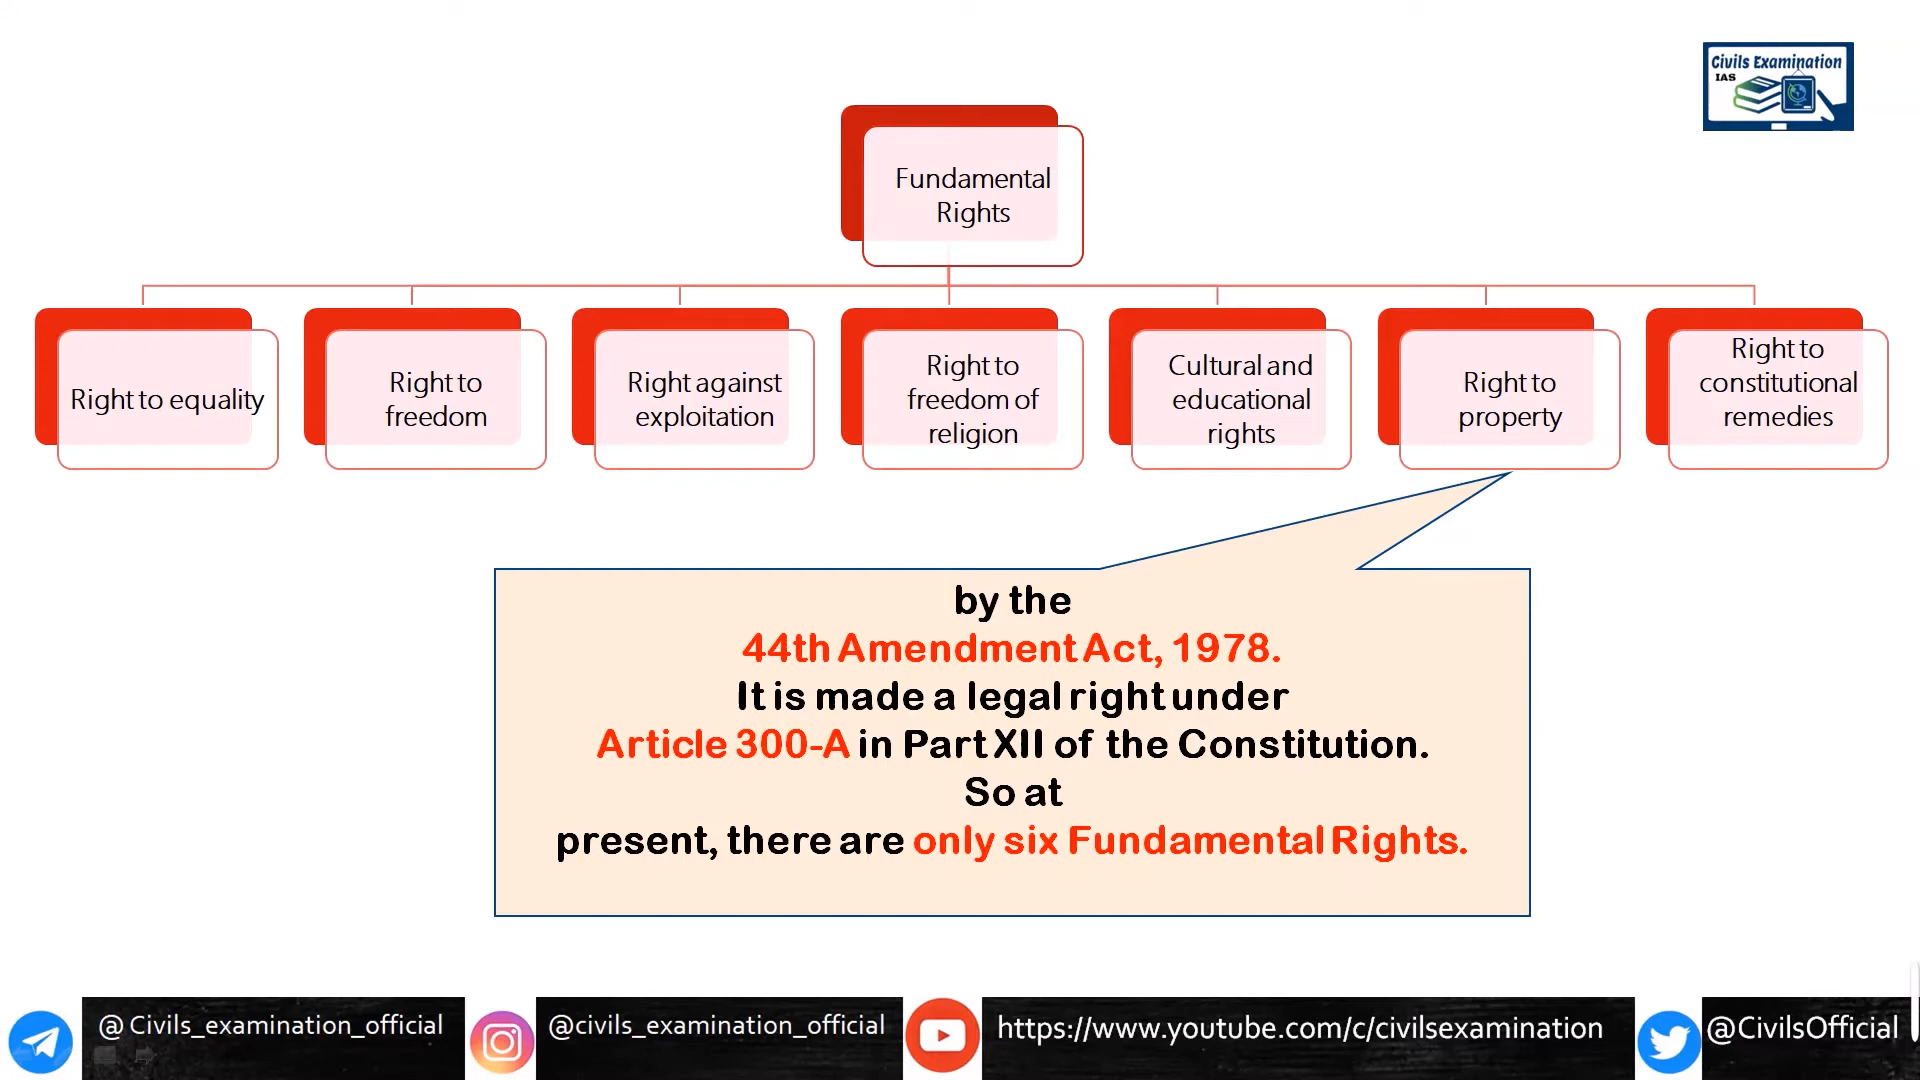 Civils Examination
IAS
Fundamental
Rights
Right to equality
Right to
freedom
Right against
exploitation
Right to
freedom of
religion
Cultural and
educational
rights
Right to
property
Right to
constitutional
remedies
by the
44th Amendment Act, 1978.
It is made a legal right under
Article 300-A in Part XII of the Constitution.
So at
present, there are only six Fundamental Rights.
@ Civils_examination_official
@civils_examination_official
https://www.youtube.com/c/civilsexamination
@CivilsOfficial